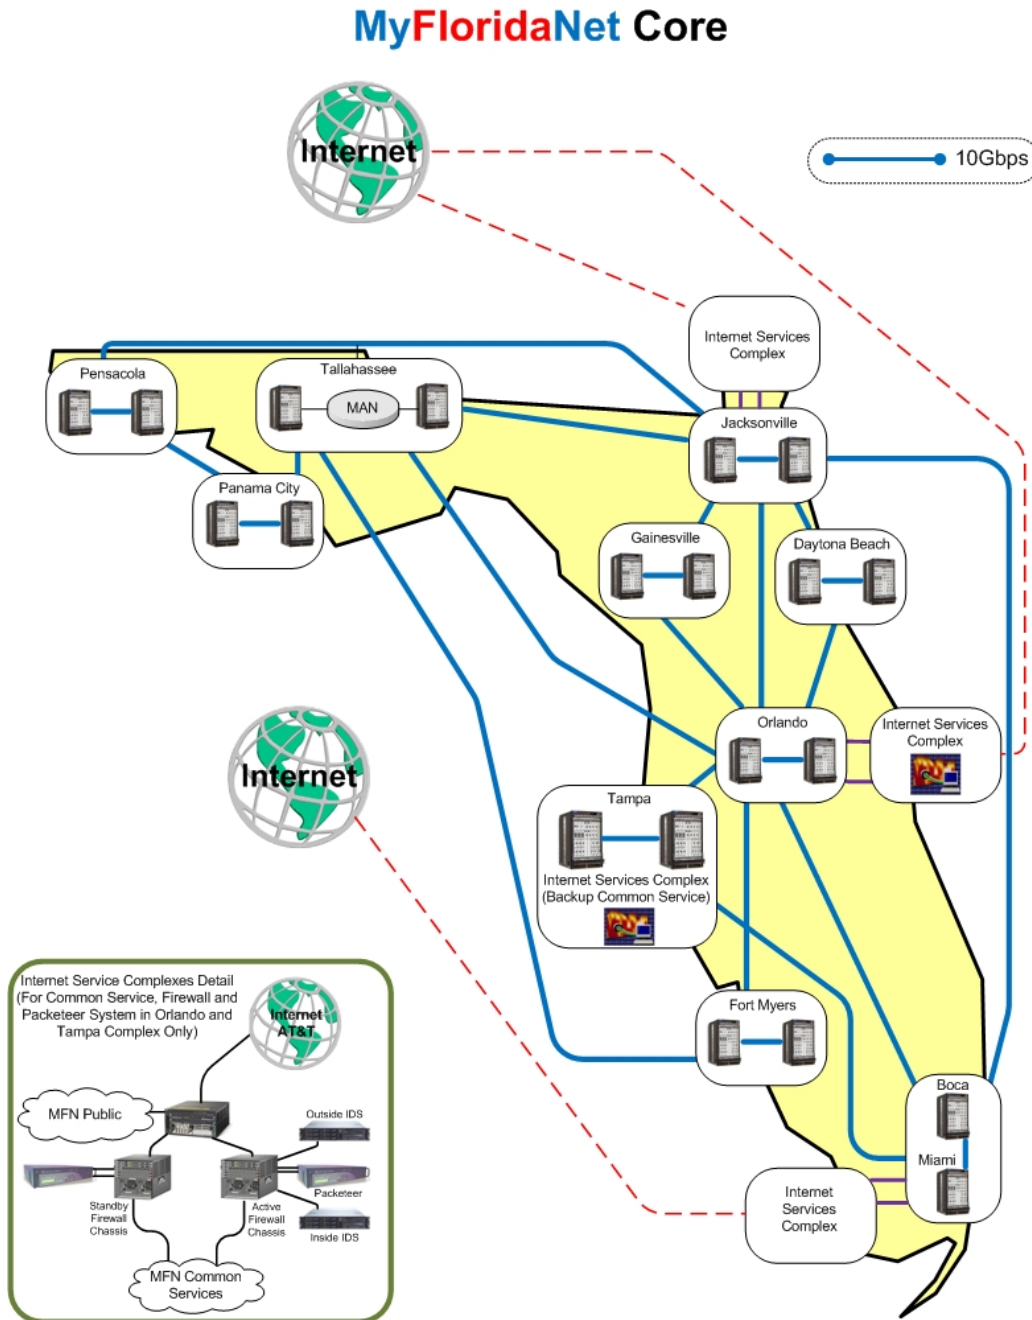 MyFloridaNet Core
Internet
10Gbps
Internet Services
Complex
Pensacola
Tallahassee
MAN
Jacksonville
Panama City
Gainesville
Daytona Beach
Orlando
Internet Services
Complex
Internet
Tampa
Internet Services Complex
(Backup Common Service)
Fort Myers
Boca
Miami
Internet
Services
Complex
Internet Service Complexes Detail
(For Common Service, Firewall and
Packeteer System in Orlando and
Tampa Complex Only)
Internet
AT&T
MFN Public
Outside IDS
Packeteer
Standby
Firewall
Chassis
Active
Firewall
Chassis
Inside IDS
MFN Common
Services